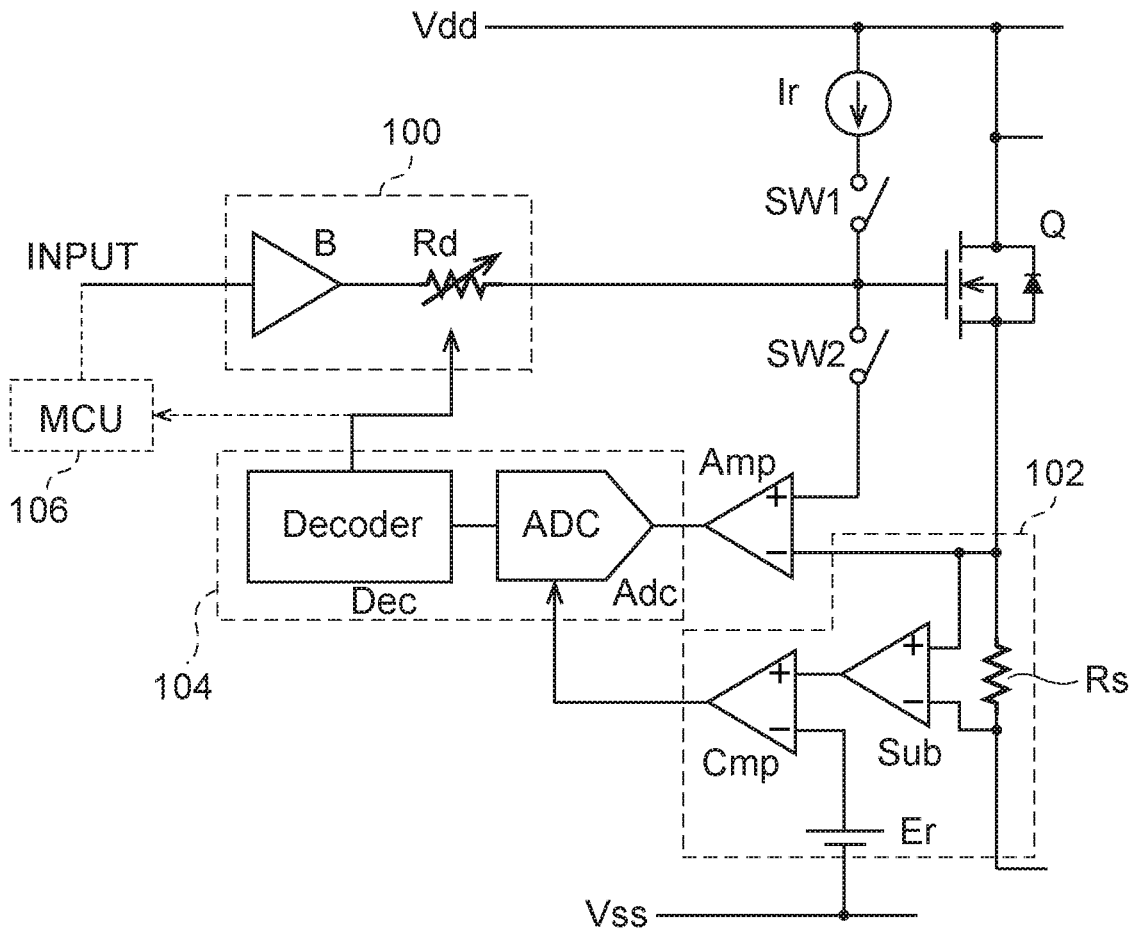 Vdd
Ir
100
SW1
Q
INPUT
B
Rd
SW2
MCU
106
Amp
+
−
102
Decoder
ADC
Dec
Adc
104
+
−
Sub
Rs
+
−
Cmp
Er
Vss